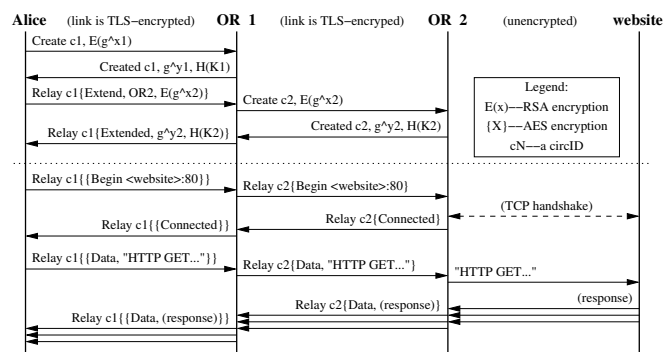 Alice (link is TLS−encrypted) OR 1 (link is TLS−encrypted) OR 2 (unencrypted) website
Create c1, E(g^x1)
Created c1, g^y1, H(K1)
Relay c1{Extend, OR2, E(g^x2)}
Create c2, E(g^x2)
Created c2, g^y2, H(K2)
Relay c1{Extended, g^y2, H(K2)}
Legend:
E(x)−−RSA encryption
{X}−−AES encryption
cN−−a circID
Relay c1{{Begin <website>:80}}
Relay c2{Begin <website>:80}
(TCP handshake)
Relay c2{Connected}
Relay c1{{Connected}}
Relay c1{{Data, "HTTP GET..."}}
Relay c2{Data, "HTTP GET..."}
"HTTP GET..."
(response)
Relay c2{Data, (response)}
Relay c1{{Data, (response)}}